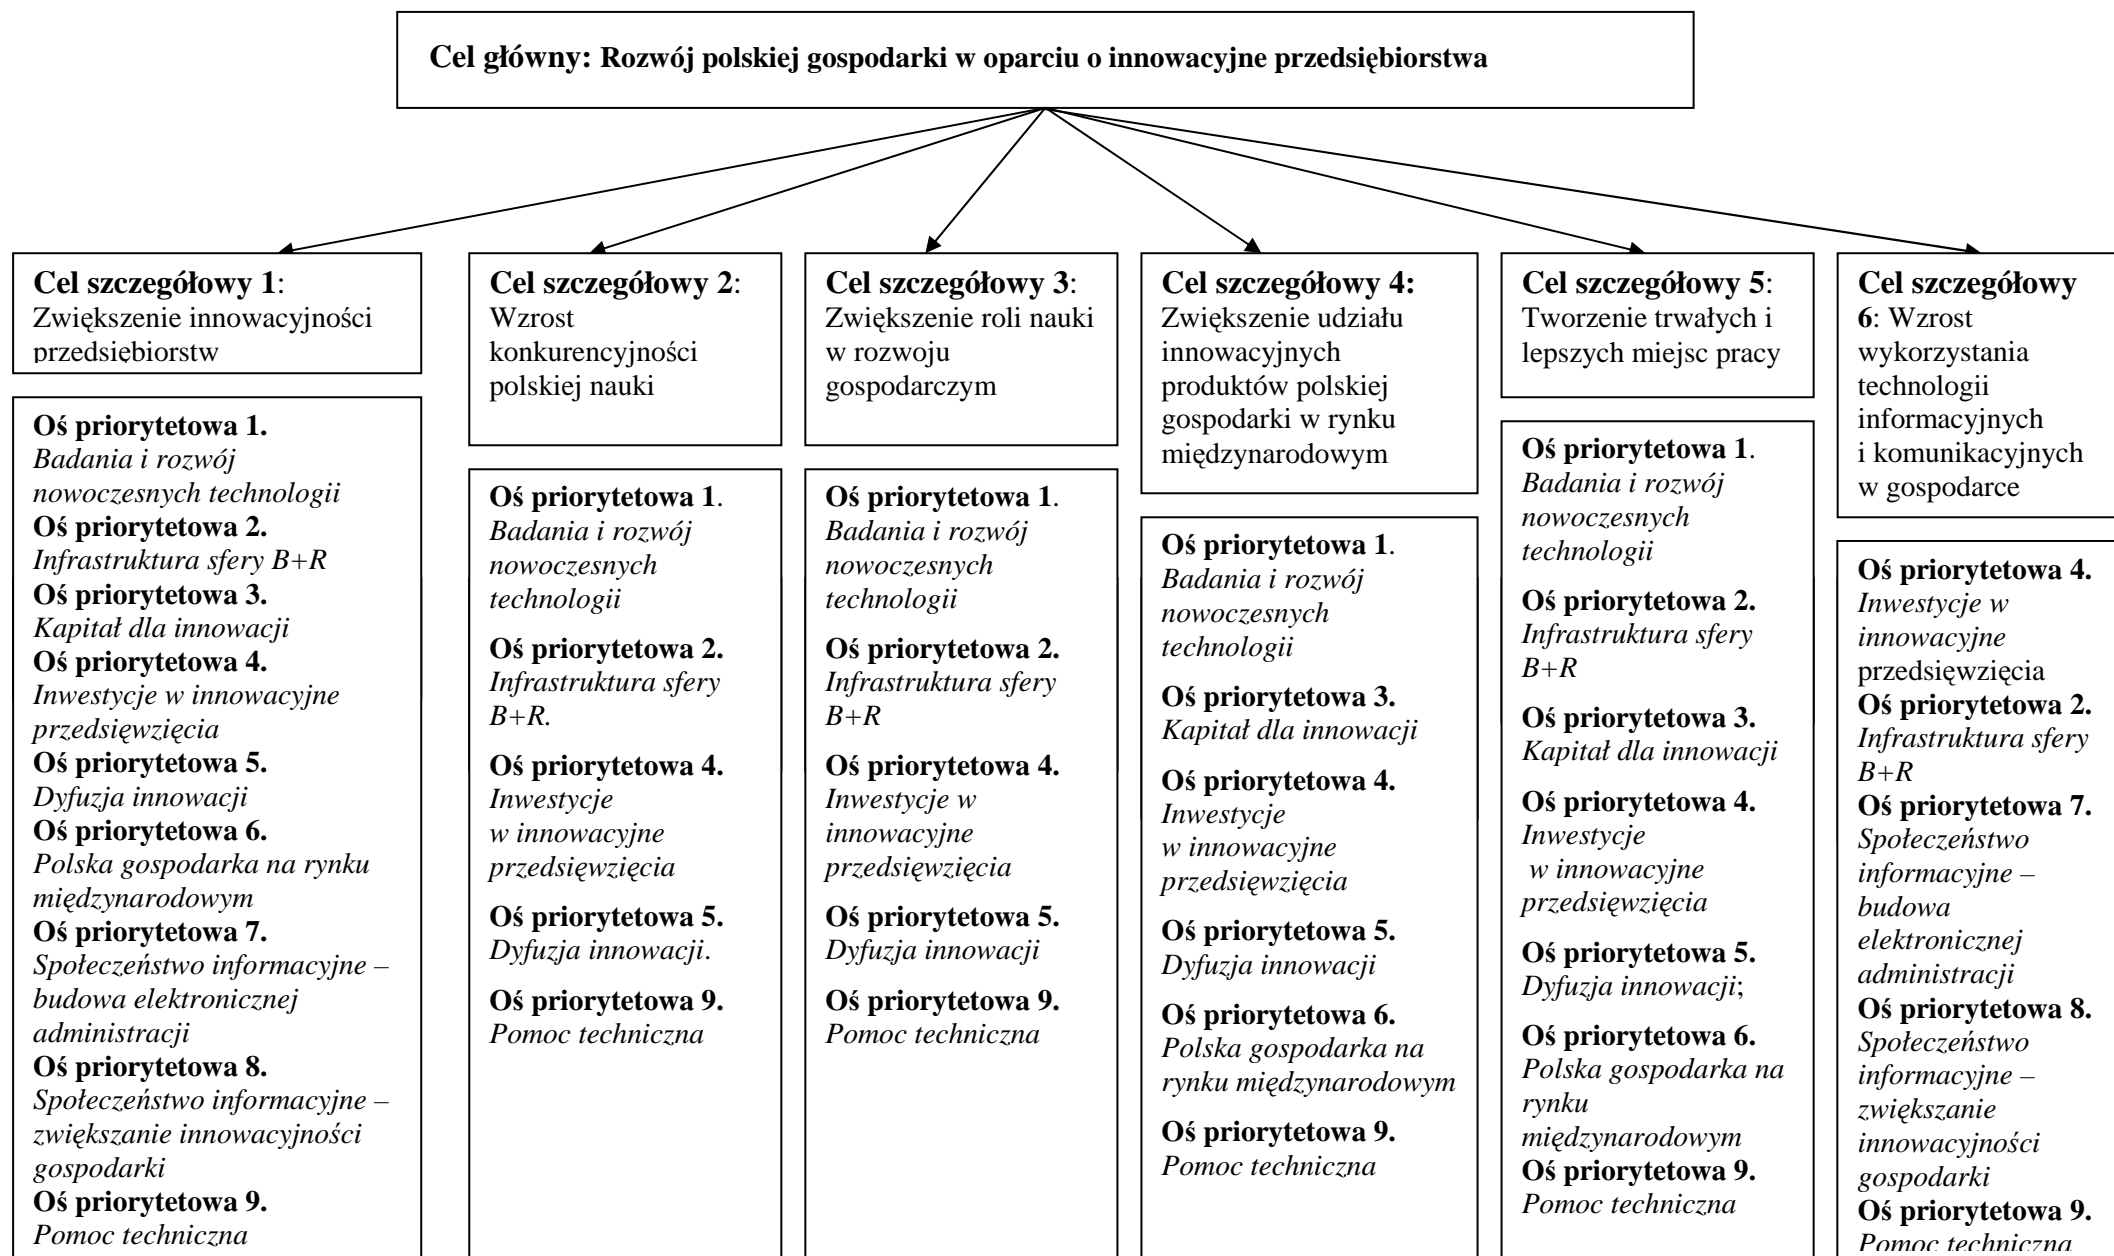 Cel główny: Rozwój polskiej gospodarki w oparciu o innowacyjne przedsiębiorstwa
Cel szczegółowy 1:
Zwiększenie innowacyjności
przedsiębiorstw
Oś priorytetowa 1.
Badania i rozwój
nowoczesnych technologii
Oś priorytetowa 2.
Infrastruktura sfery B+R
Oś priorytetowa 3.
Kapitał dla innowacji
Oś priorytetowa 4.
Inwestycje w innowacyjne
przedsięwzięcia
Oś priorytetowa 5.
Dyfuzja innowacji
Oś priorytetowa 6.
Polska gospodarka na rynku
międzynarodowym
Oś priorytetowa 7.
Społeczeństwo informacyjne –
budowa elektronicznej
administracji
Oś priorytetowa 8.
Społeczeństwo informacyjne –
zwiększanie innowacyjności
gospodarki
Oś priorytetowa 9.
Pomoc techniczna
Cel szczegółowy 2:
Wzrost
konkurencyjności
polskiej nauki
Oś priorytetowa 1.
Badania i rozwój
nowoczesnych
technologii
Oś priorytetowa 2.
Infrastruktura sfery
B+R.
Oś priorytetowa 4.
Inwestycje
w innowacyjne
przedsięwzięcia
Oś priorytetowa 5.
Dyfuzja innowacji.
Oś priorytetowa 9.
Pomoc techniczna
Cel szczegółowy 3:
Zwiększenie roli nauki
w rozwoju
gospodarczym
Oś priorytetowa 1.
Badania i rozwój
nowoczesnych
technologii
Oś priorytetowa 2.
Infrastruktura sfery
B+R
Oś priorytetowa 4.
Inwestycje w
innowacyjne
przedsięwzięcia
Oś priorytetowa 5.
Dyfuzja innowacji
Oś priorytetowa 9.
Pomoc techniczna
Cel szczegółowy 4:
Zwiększenie udziału
innowacyjnych
produktów polskiej
gospodarki w rynku
międzynarodowym
Oś priorytetowa 1.
Badania i rozwój
nowoczesnych
technologii
Oś priorytetowa 3.
Kapitał dla innowacji
Oś priorytetowa 4.
Inwestycje
w innowacyjne
przedsięwzięcia
Oś priorytetowa 5.
Dyfuzja innowacji
Oś priorytetowa 6.
Polska gospodarka na
rynku międzynarodowym
Oś priorytetowa 9.
Pomoc techniczna
Cel szczegółowy 5:
Tworzenie trwałych i
lepszych miejsc pracy
Oś priorytetowa 1.
Badania i rozwój
nowoczesnych
technologii
Oś priorytetowa 2.
Infrastruktura sfery
B+R
Oś priorytetowa 3.
Kapitał dla innowacji
Oś priorytetowa 4.
Inwestycje
w innowacyjne
przedsięwzięcia
Oś priorytetowa 5.
Dyfuzja innowacji;
Oś priorytetowa 6.
Polska gospodarka na
rynku
międzynarodowym
Oś priorytetowa 9.
Pomoc techniczna
Cel szczegółowy
6: Wzrost
wykorzystania
technologii
informacyjnych
i komunikacyjnych
w gospodarce
Oś priorytetowa 4.
Inwestycje w
innowacyjne
przedsięwzięcia
Oś priorytetowa 2.
Infrastruktura sfery
B+R
Oś priorytetowa 7.
Społeczeństwo
informacyjne –
budowa
elektronicznej
administracji
Oś priorytetowa 8.
Społeczeństwo
informacyjne –
zwiększanie
innowacyjności
gospodarki
Oś priorytetowa 9.
Pomoc techniczna